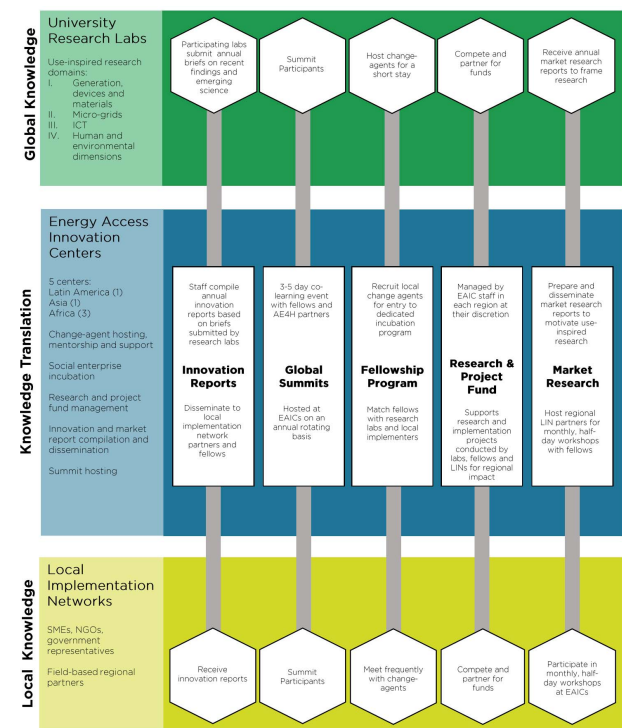 Global Knowledge
University
Research Labs
Use-inspired research
domains:
I. Generation,
devices and
materials
II. Micro-grids
III. ICT
IV. Human and
environmental
dimensions
Participating labs
submit annual
briefs on recent
findings and
emerging
science
Summit
Participants
Host change-
agents for a
short stay
Compete and
partner for
funds
Receive annual
market research
reports to frame
research
Knowledge Translation
Energy Access
Innovation
Centers
5 centers:
Latin America (1)
Asia (1)
Africa (3)
Change-agent hosting,
mentorship and support
Social enterprise
incubation
Research and project
fund management
Innovation and market
report compilation and
dissemination
Summit hosting
Staff compile
annual
innovation
reports based
on briefs
submitted by
research labs
Innovation
Reports
Disseminate to
local
implementation
network
partners and
fellows
3-5 day co-
learning event
with fellows and
AE4H partners
Global
Summits
Hosted at
EAICs on an
annual rotating
basis
Recruit local
change agents
for entry to
dedicated
incubation
program
Fellowship
Program
Match fellows
with research
labs and local
implementers
Managed by
EAIC staff in
each region at
their discretion
Research &
Project
Fund
Supports
research and
implementation
projects
conducted by
labs, fellows and
LINs for regional
impact
Prepare and
disseminate
market research
reports to
motivate use-
inspired
research
Market
Research
Host regional
LIN partners for
monthly, half-
day workshops
with fellows
Local Knowledge
Local
Implementation
Networks
SMEs, NGOs,
government
representatives
Field-based regional
partners
Receive
innovation reports
Summit
Participants
Meet frequently
with change-
agents
Compete and
partner for
funds
Participate in
monthly, half-
day workshops
at EAICs